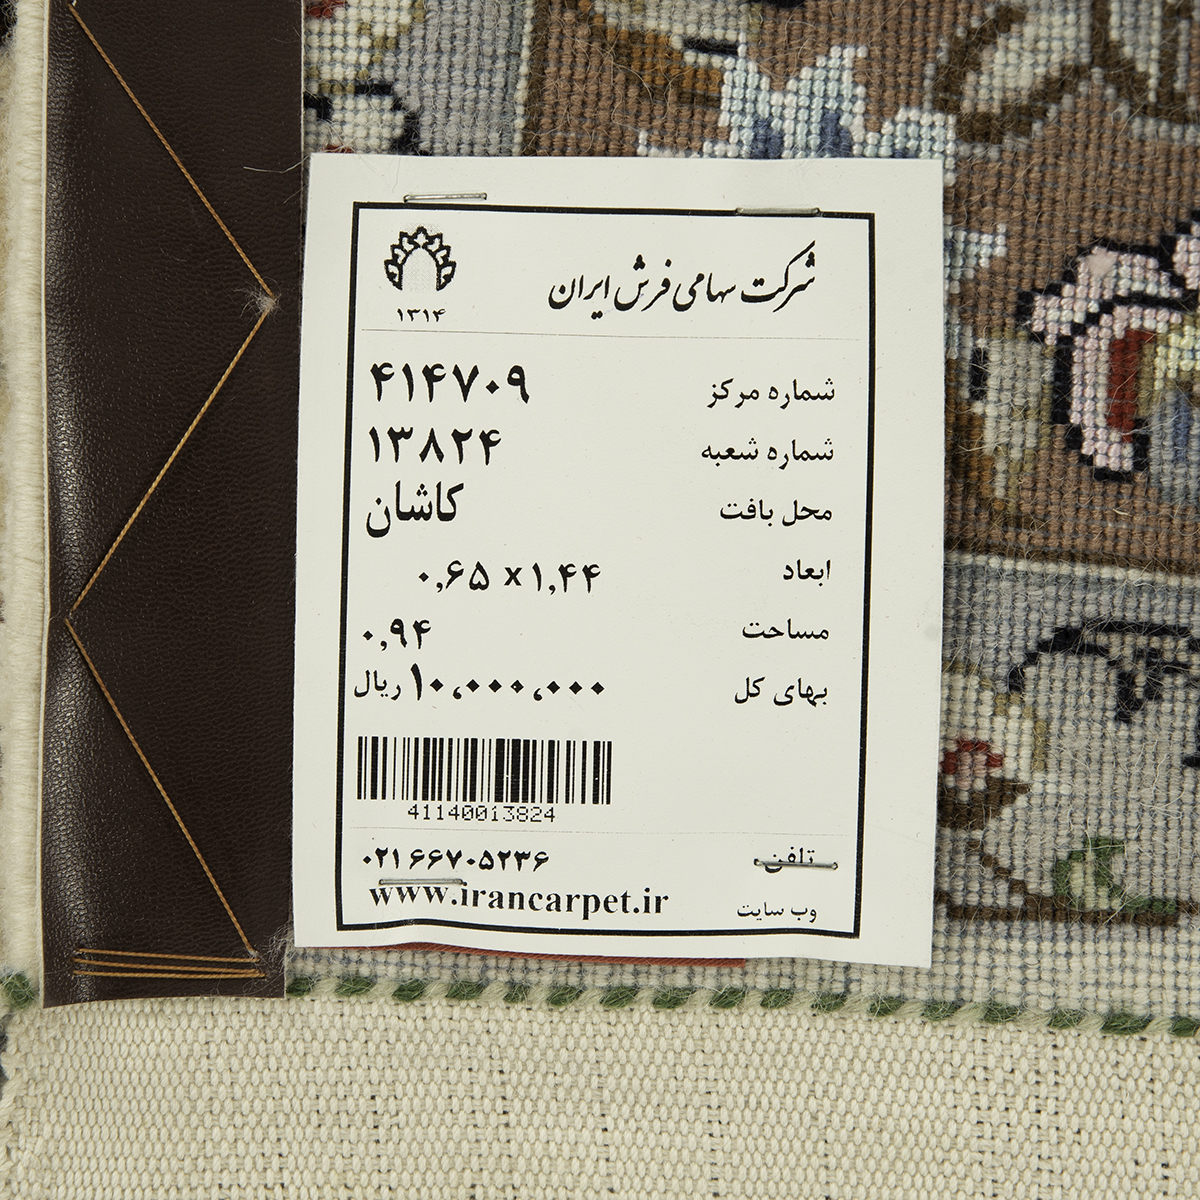 شرکت سهامی فرش ایران
۱۳۱۴
شماره مرکز ۴۱۴۷۰۹
شماره شعبه ۱۳۸۲۴
محل بافت کاشان
ابعاد ۰,۶۵ x ۱,۴۴
مساحت ۰,۹۴
بهای کل ۱۰,۰۰۰,۰۰۰ ریال
41140013824
تلفن ۰۲۱۶۶۷۰۵۲۳۶
وب سایت www.irancarpet.ir